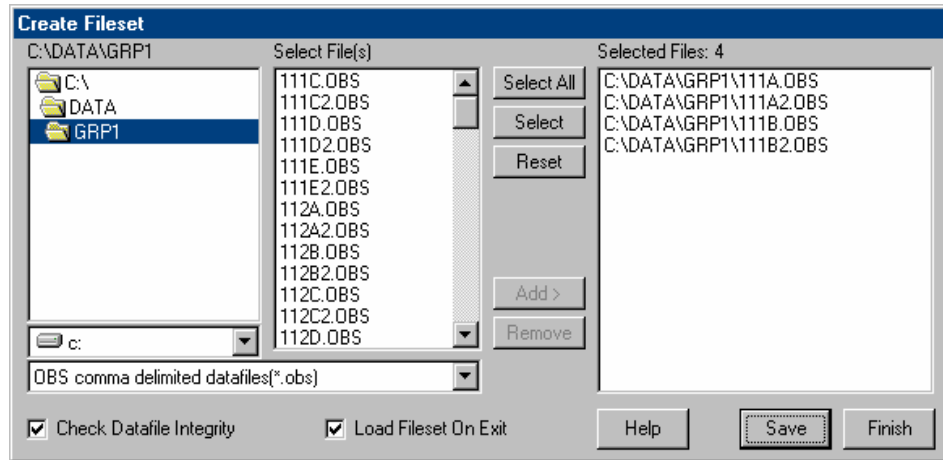 Create Fileset
C:\DATA\GRP1
Select File(s)
Selected Files: 4
C:\
DATA
GRP1
111C.OBS
111C2.OBS
111D.OBS
111D2.OBS
111E.OBS
111E2.OBS
112A.OBS
112A2.OBS
112B.OBS
112B2.OBS
112C.OBS
112C2.OBS
112D.OBS
Select All
Select
Reset
Add >
Remove
C:\DATA\GRP1\111A.OBS
C:\DATA\GRP1\111A2.OBS
C:\DATA\GRP1\111B.OBS
C:\DATA\GRP1\111B2.OBS
c:
OBS comma delimited datafiles(*.obs)
Check Datafile Integrity
Load Fileset On Exit
Help
Save
Finish